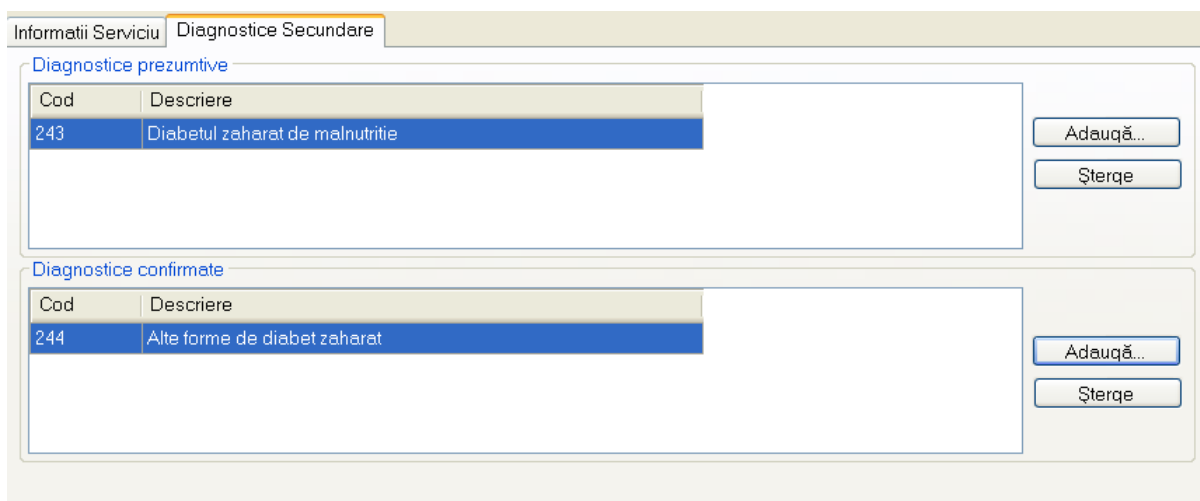 Informatii Serviciu Diagnostice Secundare
Diagnostice prezumtive
Cod Descriere
243 Diabetul zaharat de malnutritie
Adaugă...
Şterge
Diagnostice confirmate
Cod Descriere
244 Alte forme de diabet zaharat
Adaugă...
Şterge